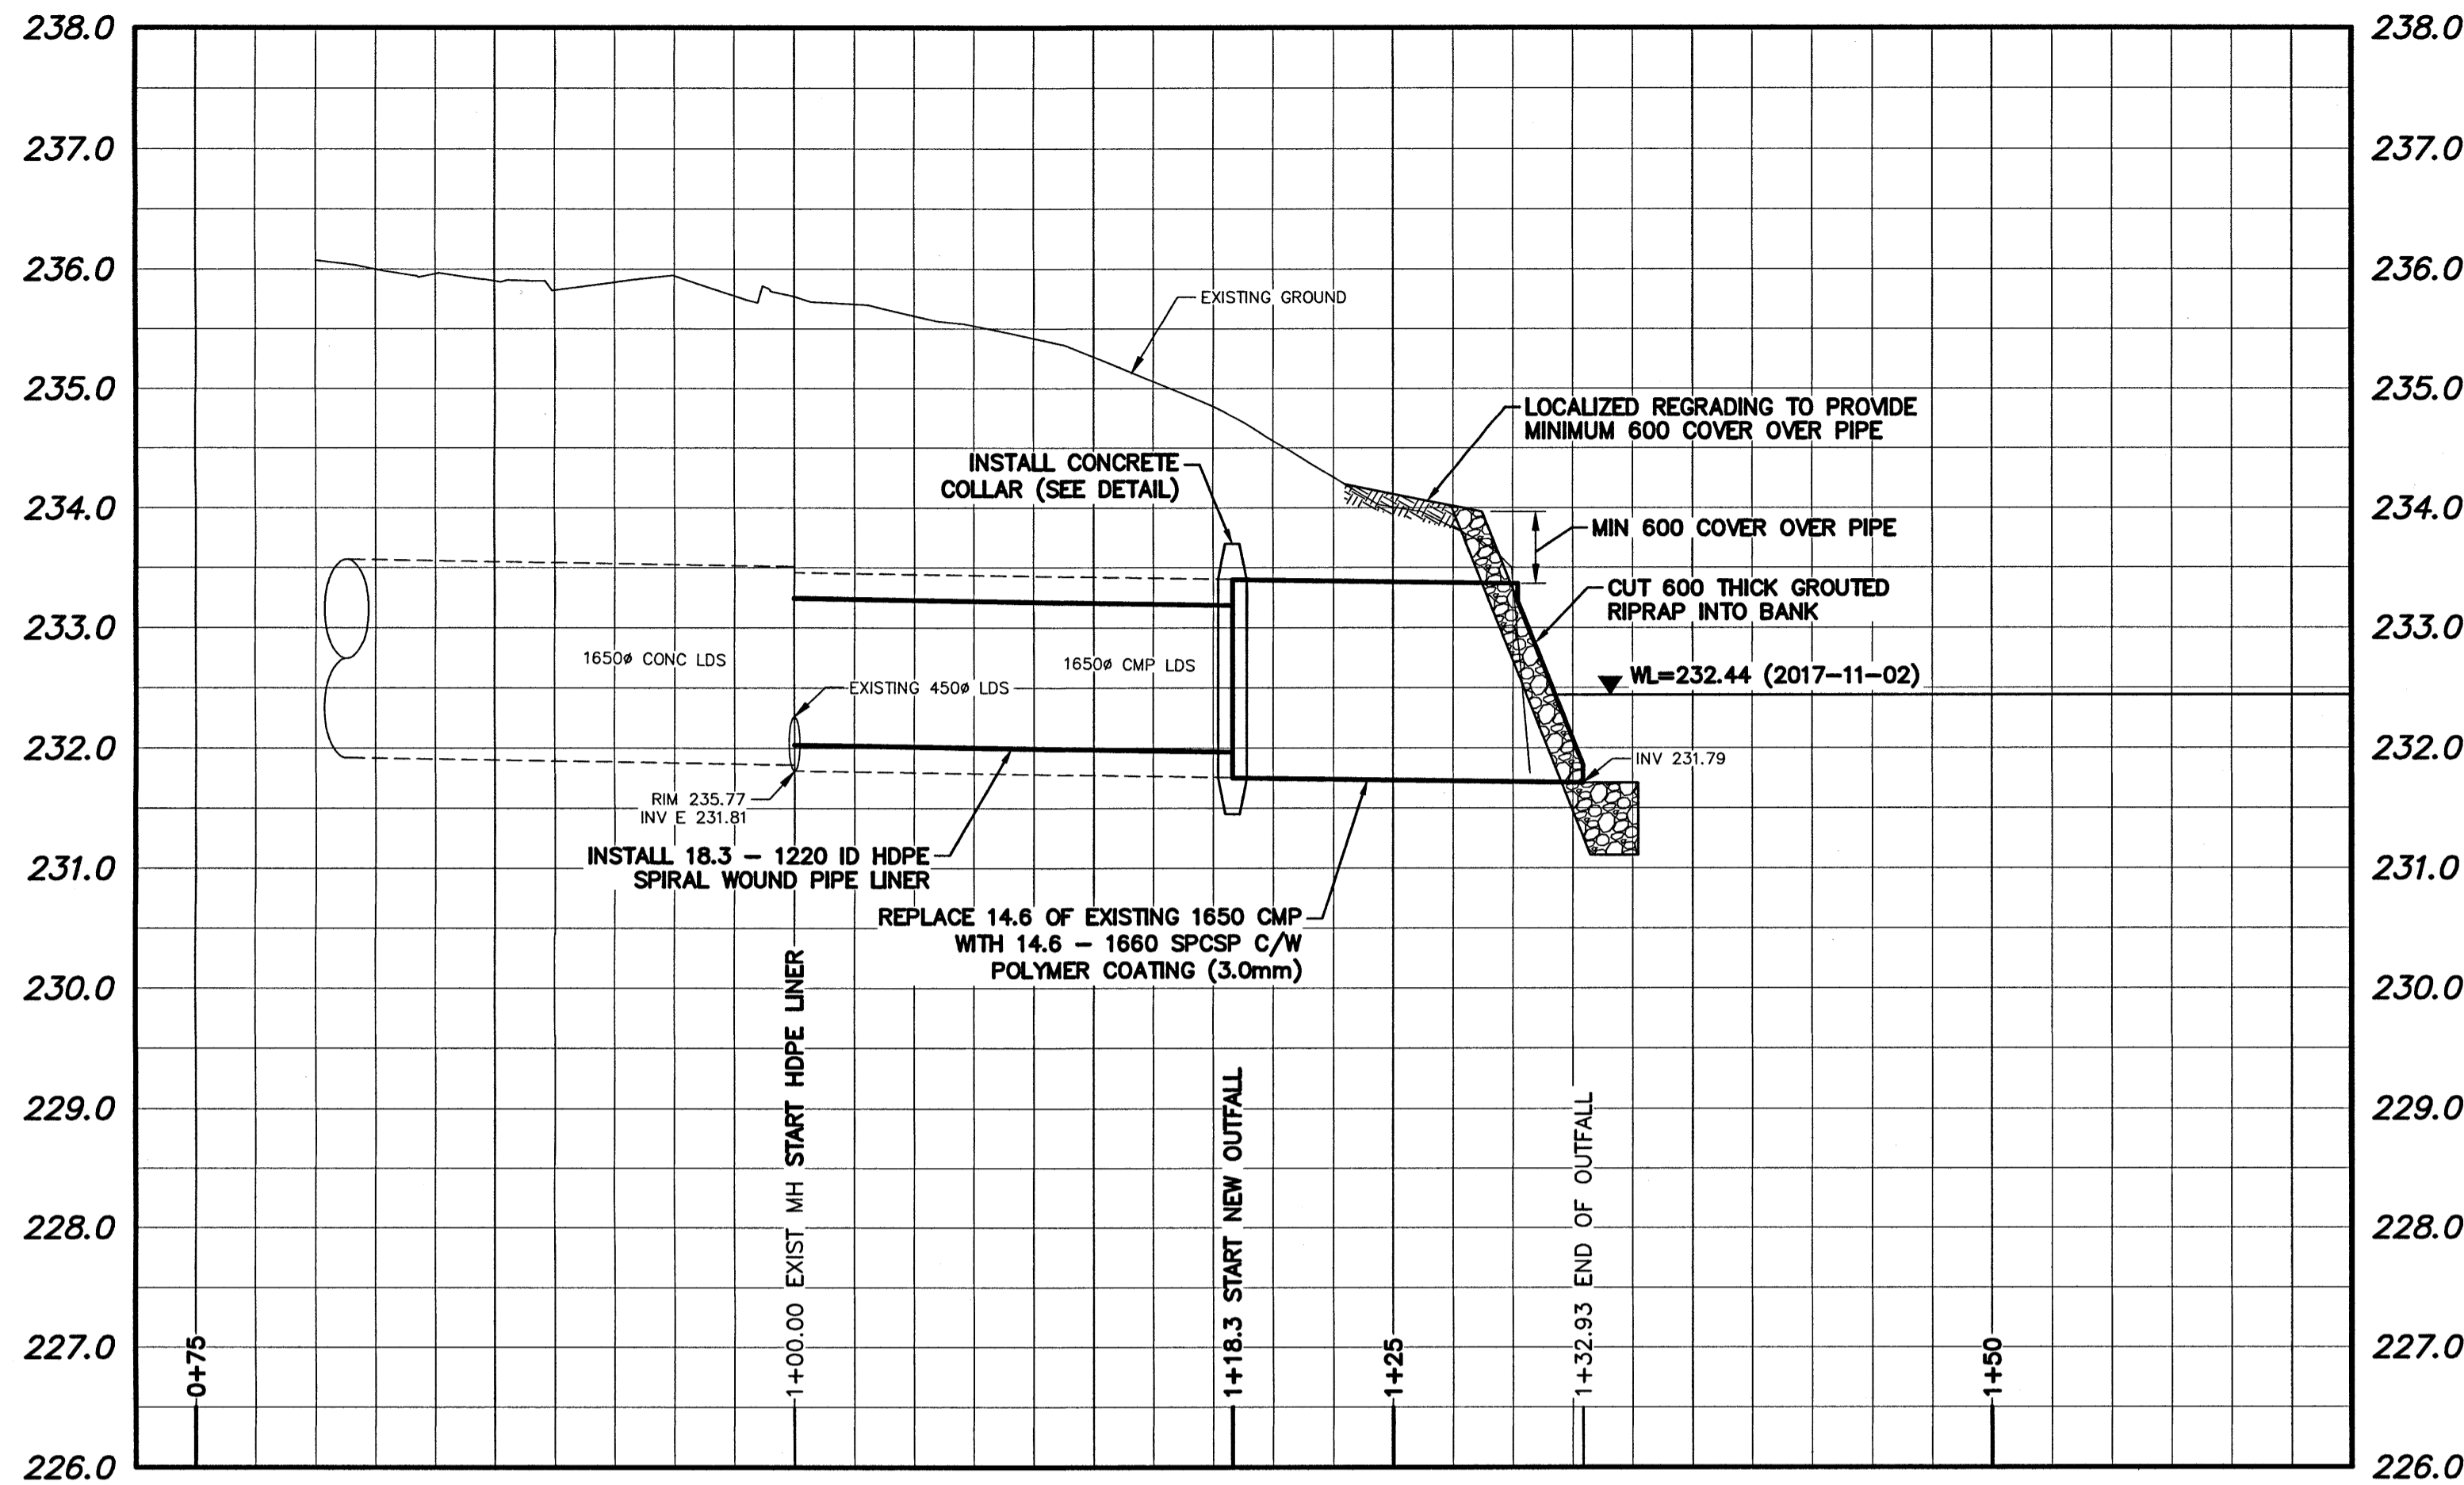 238.0 238.0
237.0 237.0
236.0 236.0
EXISTING GROUND
235.0 235.0
LOCALIZED REGRADING TO PROVIDE
MINIMUM 600 COVER OVER PIPE
INSTALL CONCRETE
COLLAR (SEE DETAIL)
234.0 234.0
MIN 600 COVER OVER PIPE
CUT 600 THICK GROUTED
RIPRAP INTO BANK
233.0 233.0
1650ø CONC LDS
1650ø CMP LDS
WL=232.44 (2017-11-02)
EXISTING 450ø LDS
232.0 232.0
INV 231.79
RIM 235.77
INV E 231.81
INSTALL 18.3 - 1220 ID HDPE
SPIRAL WOUND PIPE LINER
231.0 231.0
REPLACE 14.6 OF EXISTING 1650 CMP
WITH 14.6 - 1660 SPCSP C/W
POLYMER COATING (3.0mm)
230.0 230.0
229.0 229.0
228.0 228.0
227.0 227.0
0+75
1+00.00 EXIST MH START HDPE LINER
1+18.3 START NEW OUTFALL
1+25
1+32.93 END OF OUTFALL
1+50
226.0 226.0